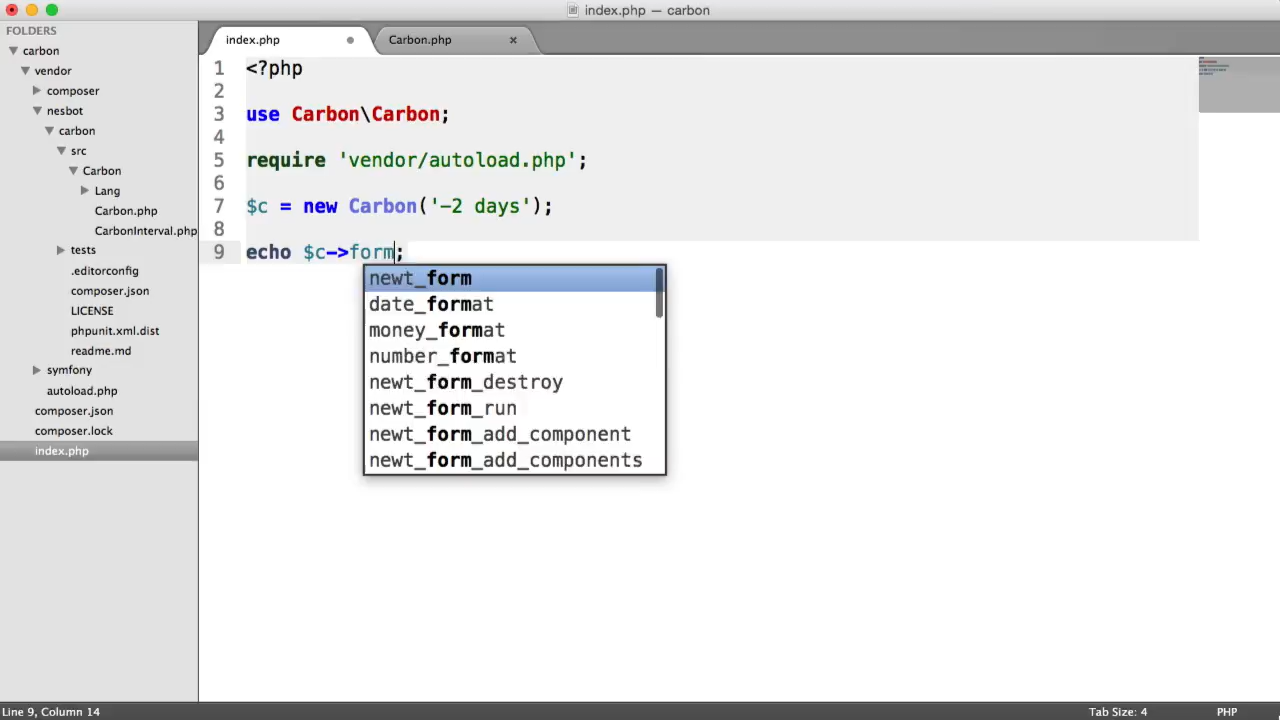 index.php — carbon
FOLDERS
carbon
vendor
composer
nesbot
carbon
src
Carbon
Lang
Carbon.php
CarbonInterval.php
tests
.editorconfig
composer.json
LICENSE
phpunit.xml.dist
readme.md
symfony
autoload.php
composer.json
composer.lock
index.php
index.php
Carbon.php
1 <?php
2
3 use Carbon\Carbon;
4
5 require 'vendor/autoload.php';
6
7 $c = new Carbon('-2 days');
8
9 echo $c->form;
newt_form
date_format
money_format
number_format
newt_form_destroy
newt_form_run
newt_form_add_component
newt_form_add_components
Line 9, Column 14
Tab Size: 4
PHP